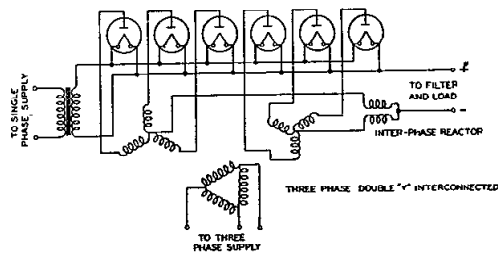 TO SINGLE
PHASE SUPPLY
+
TO FILTER
AND LOAD
-
INTER-PHASE REACTOR
THREE PHASE DOUBLE "Y" INTERCONNECTED
TO THREE
PHASE SUPPLY